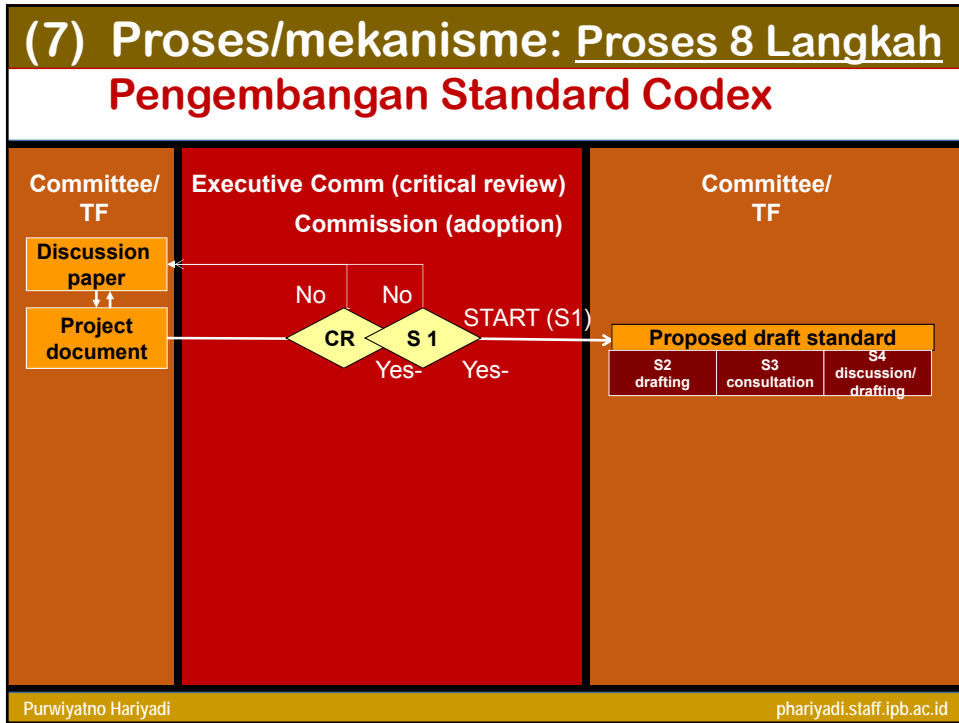 (7) Proses/mekanisme: Proses 8 Langkah
Pengembangan Standard Codex
Committee/
TF
Executive Comm (critical review)
Commission (adoption)
Committee/
TF
Discussion
paper
Project
document
No
No
CR
S 1
START (S1)
Yes-
Yes-
Proposed draft standard
S2
drafting
S3
consultation
S4
discussion/
drafting
Purwiyatno Hariyadi
phariyadi.staff.ipb.ac.id